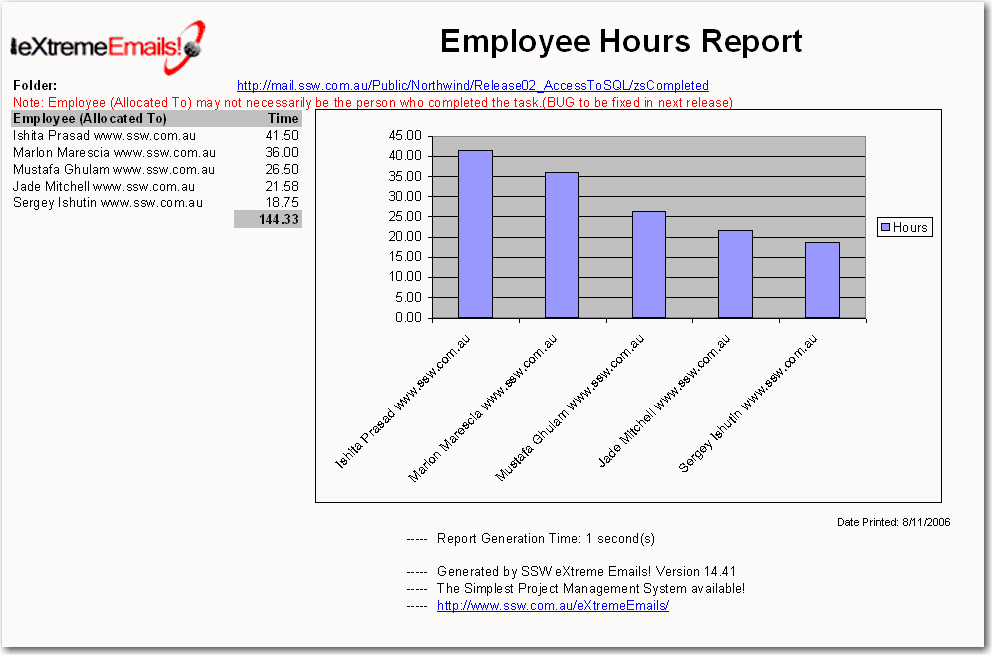 IeXtremeEmails!
Employee Hours Report
Folder: http://mail.ssw.com.au/Public/Northwind/Release02_AccessToSQL/zsCompleted
Note: Employee (Allocated To) may not necessarily be the person who completed the task.(BUG to be fixed in next release)
Employee (Allocated To) Time
Ishita Prasad www.ssw.com.au 41.50
Marlon Marescia www.ssw.com.au 36.00
Mustafa Ghulam www.ssw.com.au 26.50
Jade Mitchell www.ssw.com.au 21.58
Sergey Ishutin www.ssw.com.au 18.75
144.33
45.00
40.00
35.00
30.00
25.00
20.00
15.00
10.00
5.00
0.00
Hours
Ishita Prasad www.ssw.com.au
Marlon Marescia www.ssw.com.au
Mustafa Ghulam www.ssw.com.au
Jade Mitchell www.ssw.com.au
Sergey Ishutin www.ssw.com.au
Date Printed: 8/11/2006
----- Report Generation Time: 1 second(s)
----- Generated by SSW eXtreme Emails! Version 14.41
----- The Simplest Project Management System available!
----- http://www.ssw.com.au/eXtremeEmails/